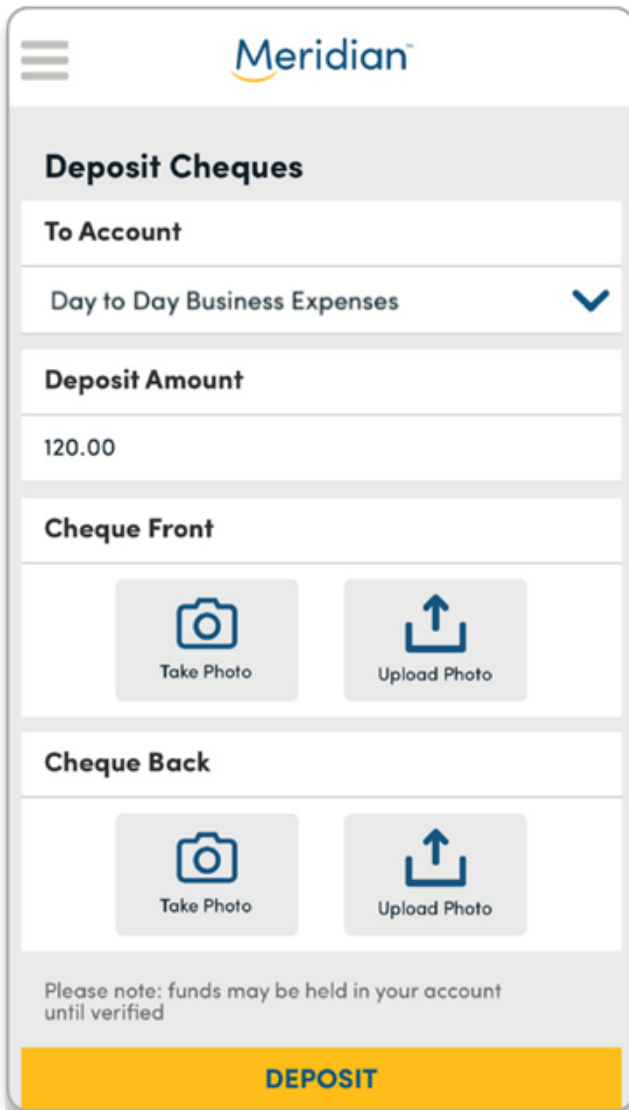 Meridian™
Deposit Cheques
To Account
Day to Day Business Expenses
Deposit Amount
120.00
Cheque Front
Take Photo
Upload Photo
Cheque Back
Take Photo
Upload Photo
Please note: funds may be held in your account
until verified
DEPOSIT